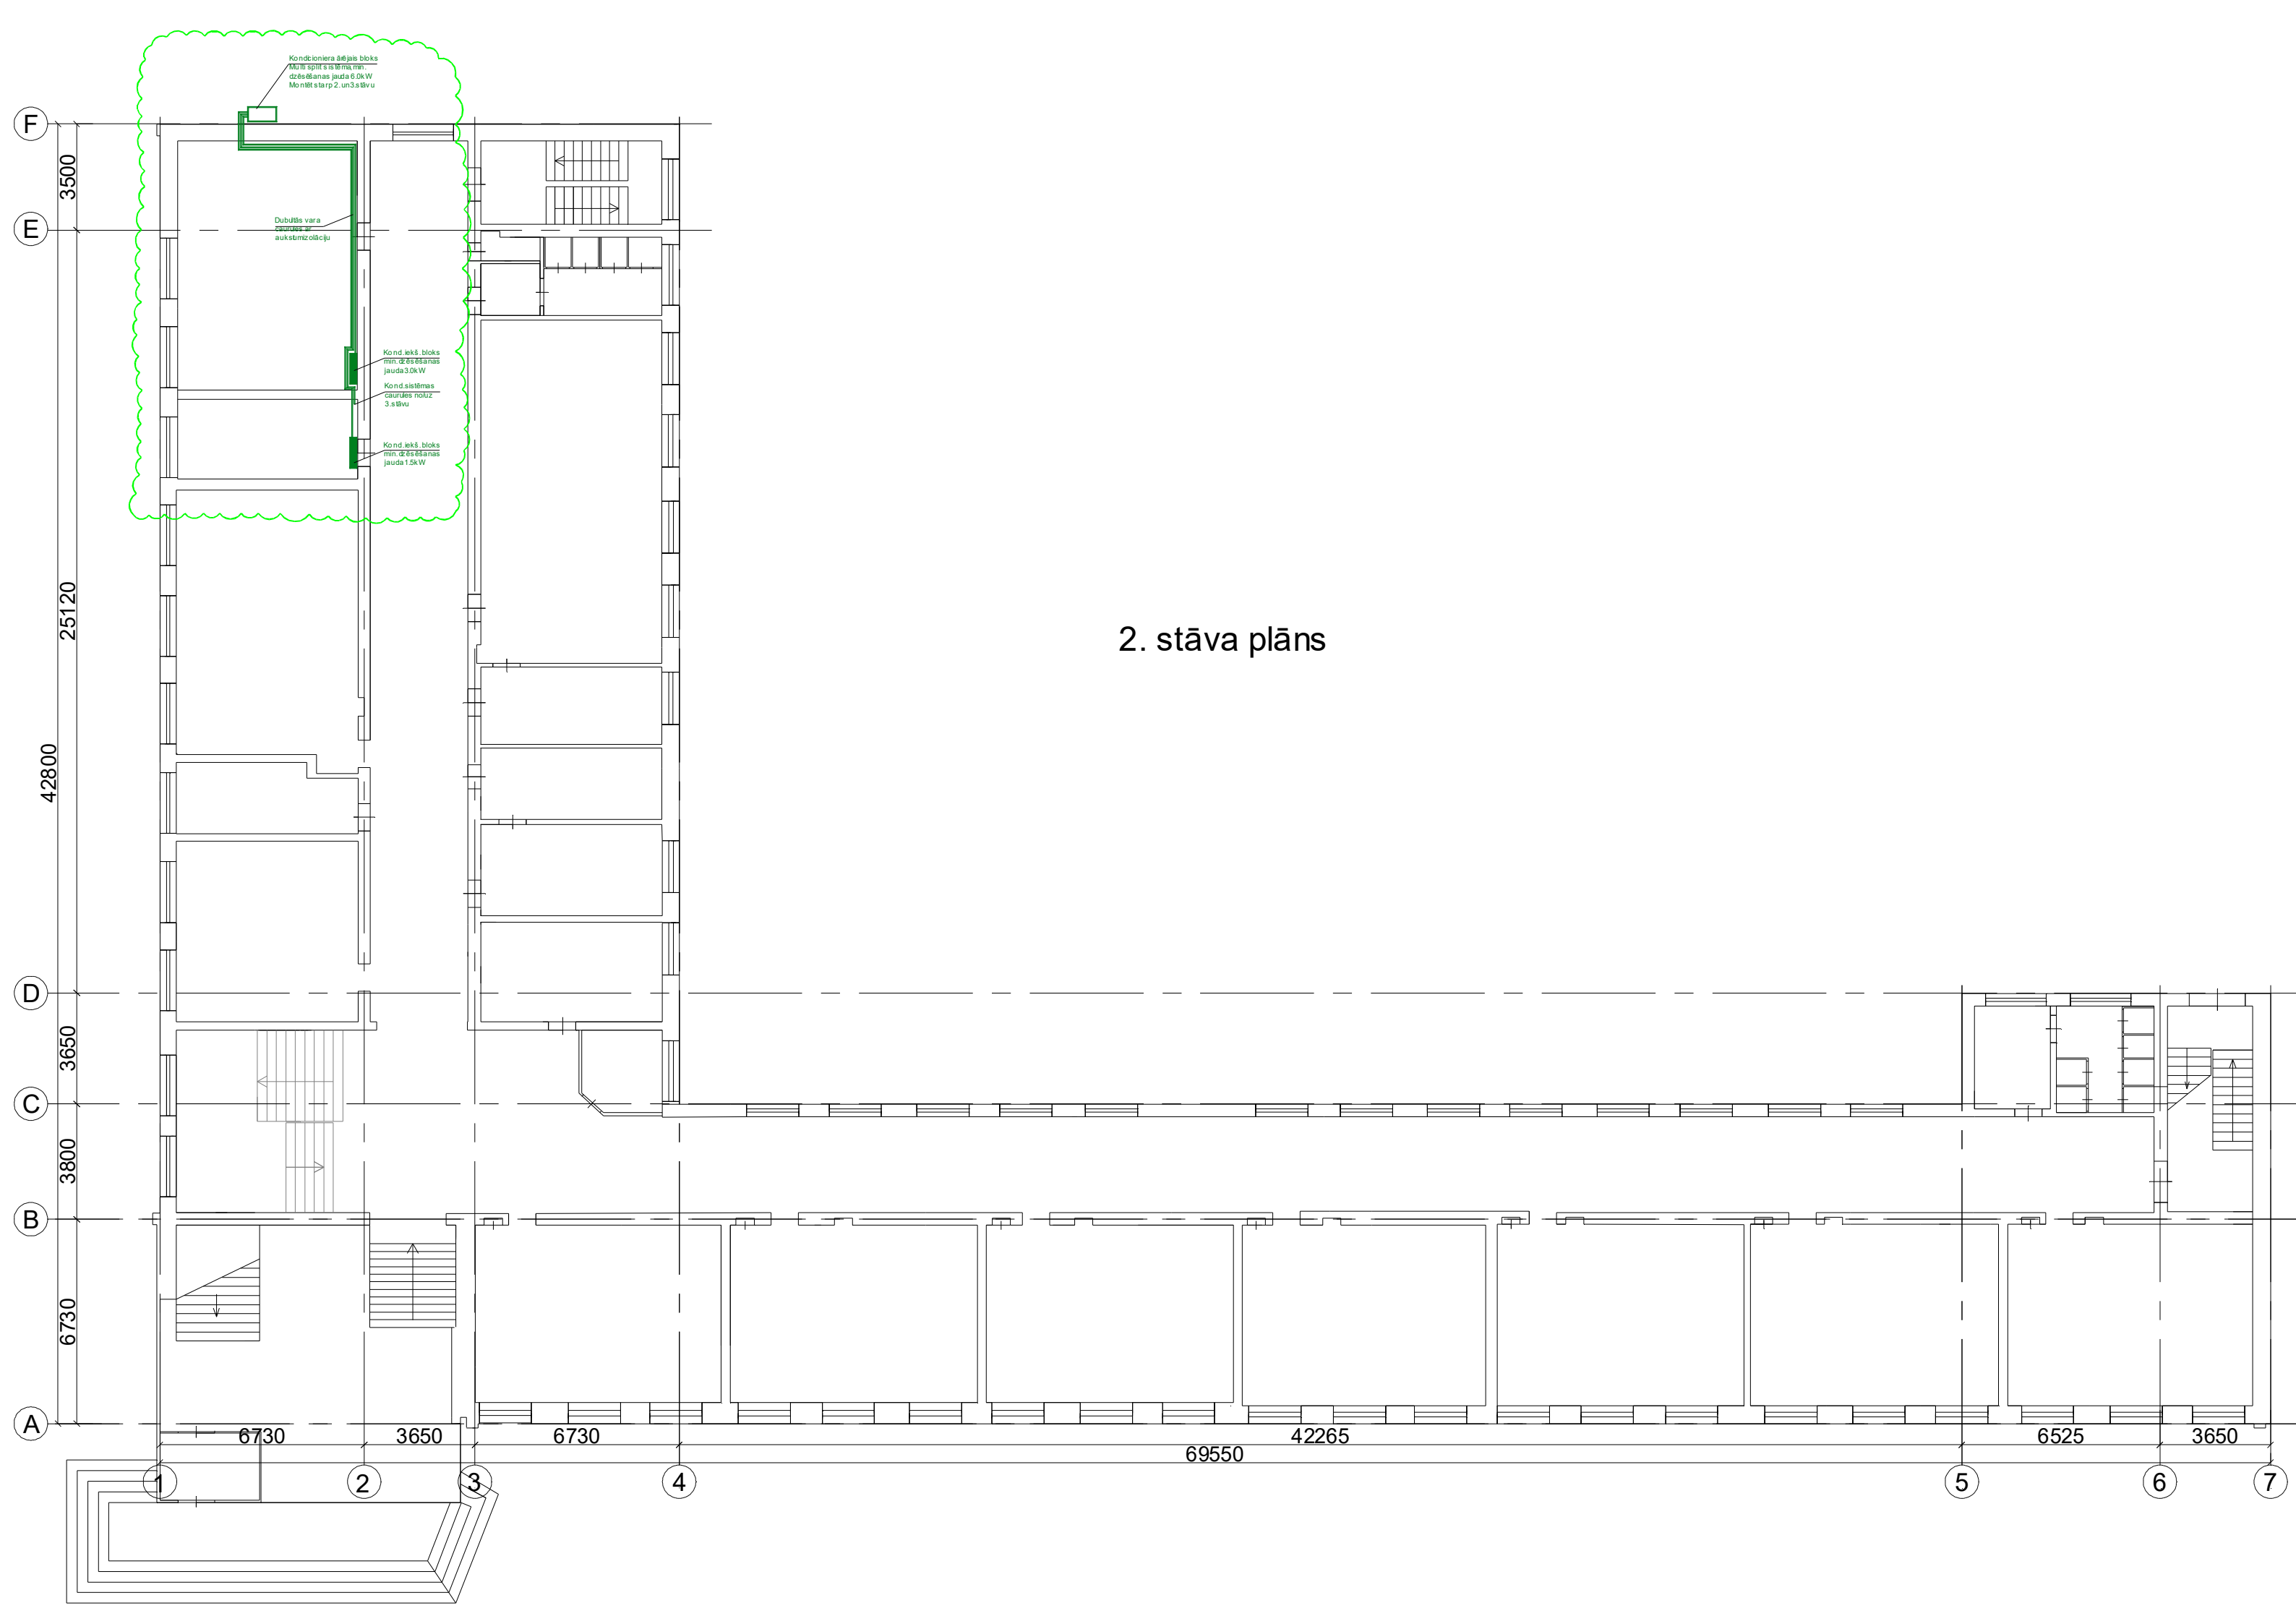 Kondicioniera ārējais bloks
Multi split sistēma, min.
dzēsēšanas jauda 6.0kW
Montēt starp 2. un 3.stāvu
F
3500
Dubultās vara
caurules ar
aukstumizolāciju
E
Kond.iekš. bloks
min.dzēsēšanas
jauda 3.0kW
Kond.sistēmas
caurules no/uz
3.stāvu
Kond.iekš. bloks
min.dzēsēšanas
jauda 1.5kW
25120
2. stāva plāns
42800
D
3650
C
3800
B
6730
A
6730 3650 6730 42265 6525 3650
69550
1 2 3 4 5 6 7